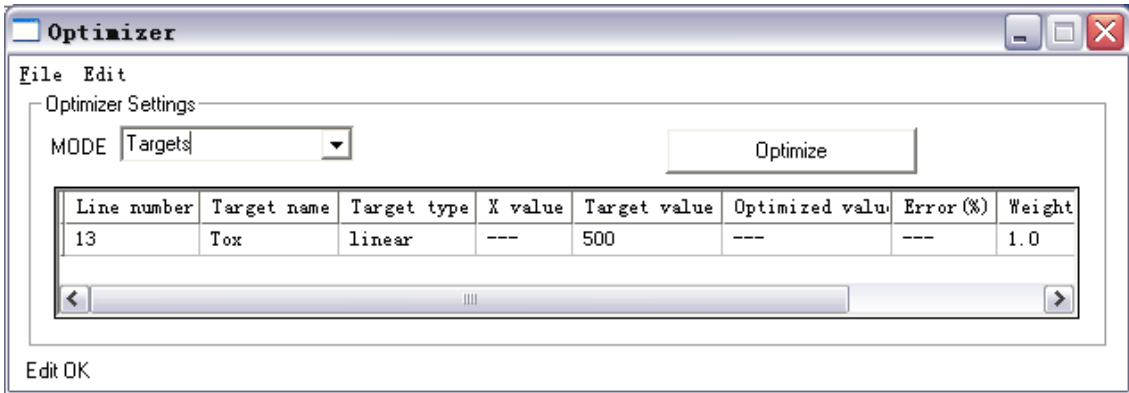 Optimizer
File Edit
Optimizer Settings
MODE Targets Optimize
Line number Target name Target type X value Target value Optimized valu Error(%) Weight
13 Tox linear --- 500 --- --- 1.0
Edit OK